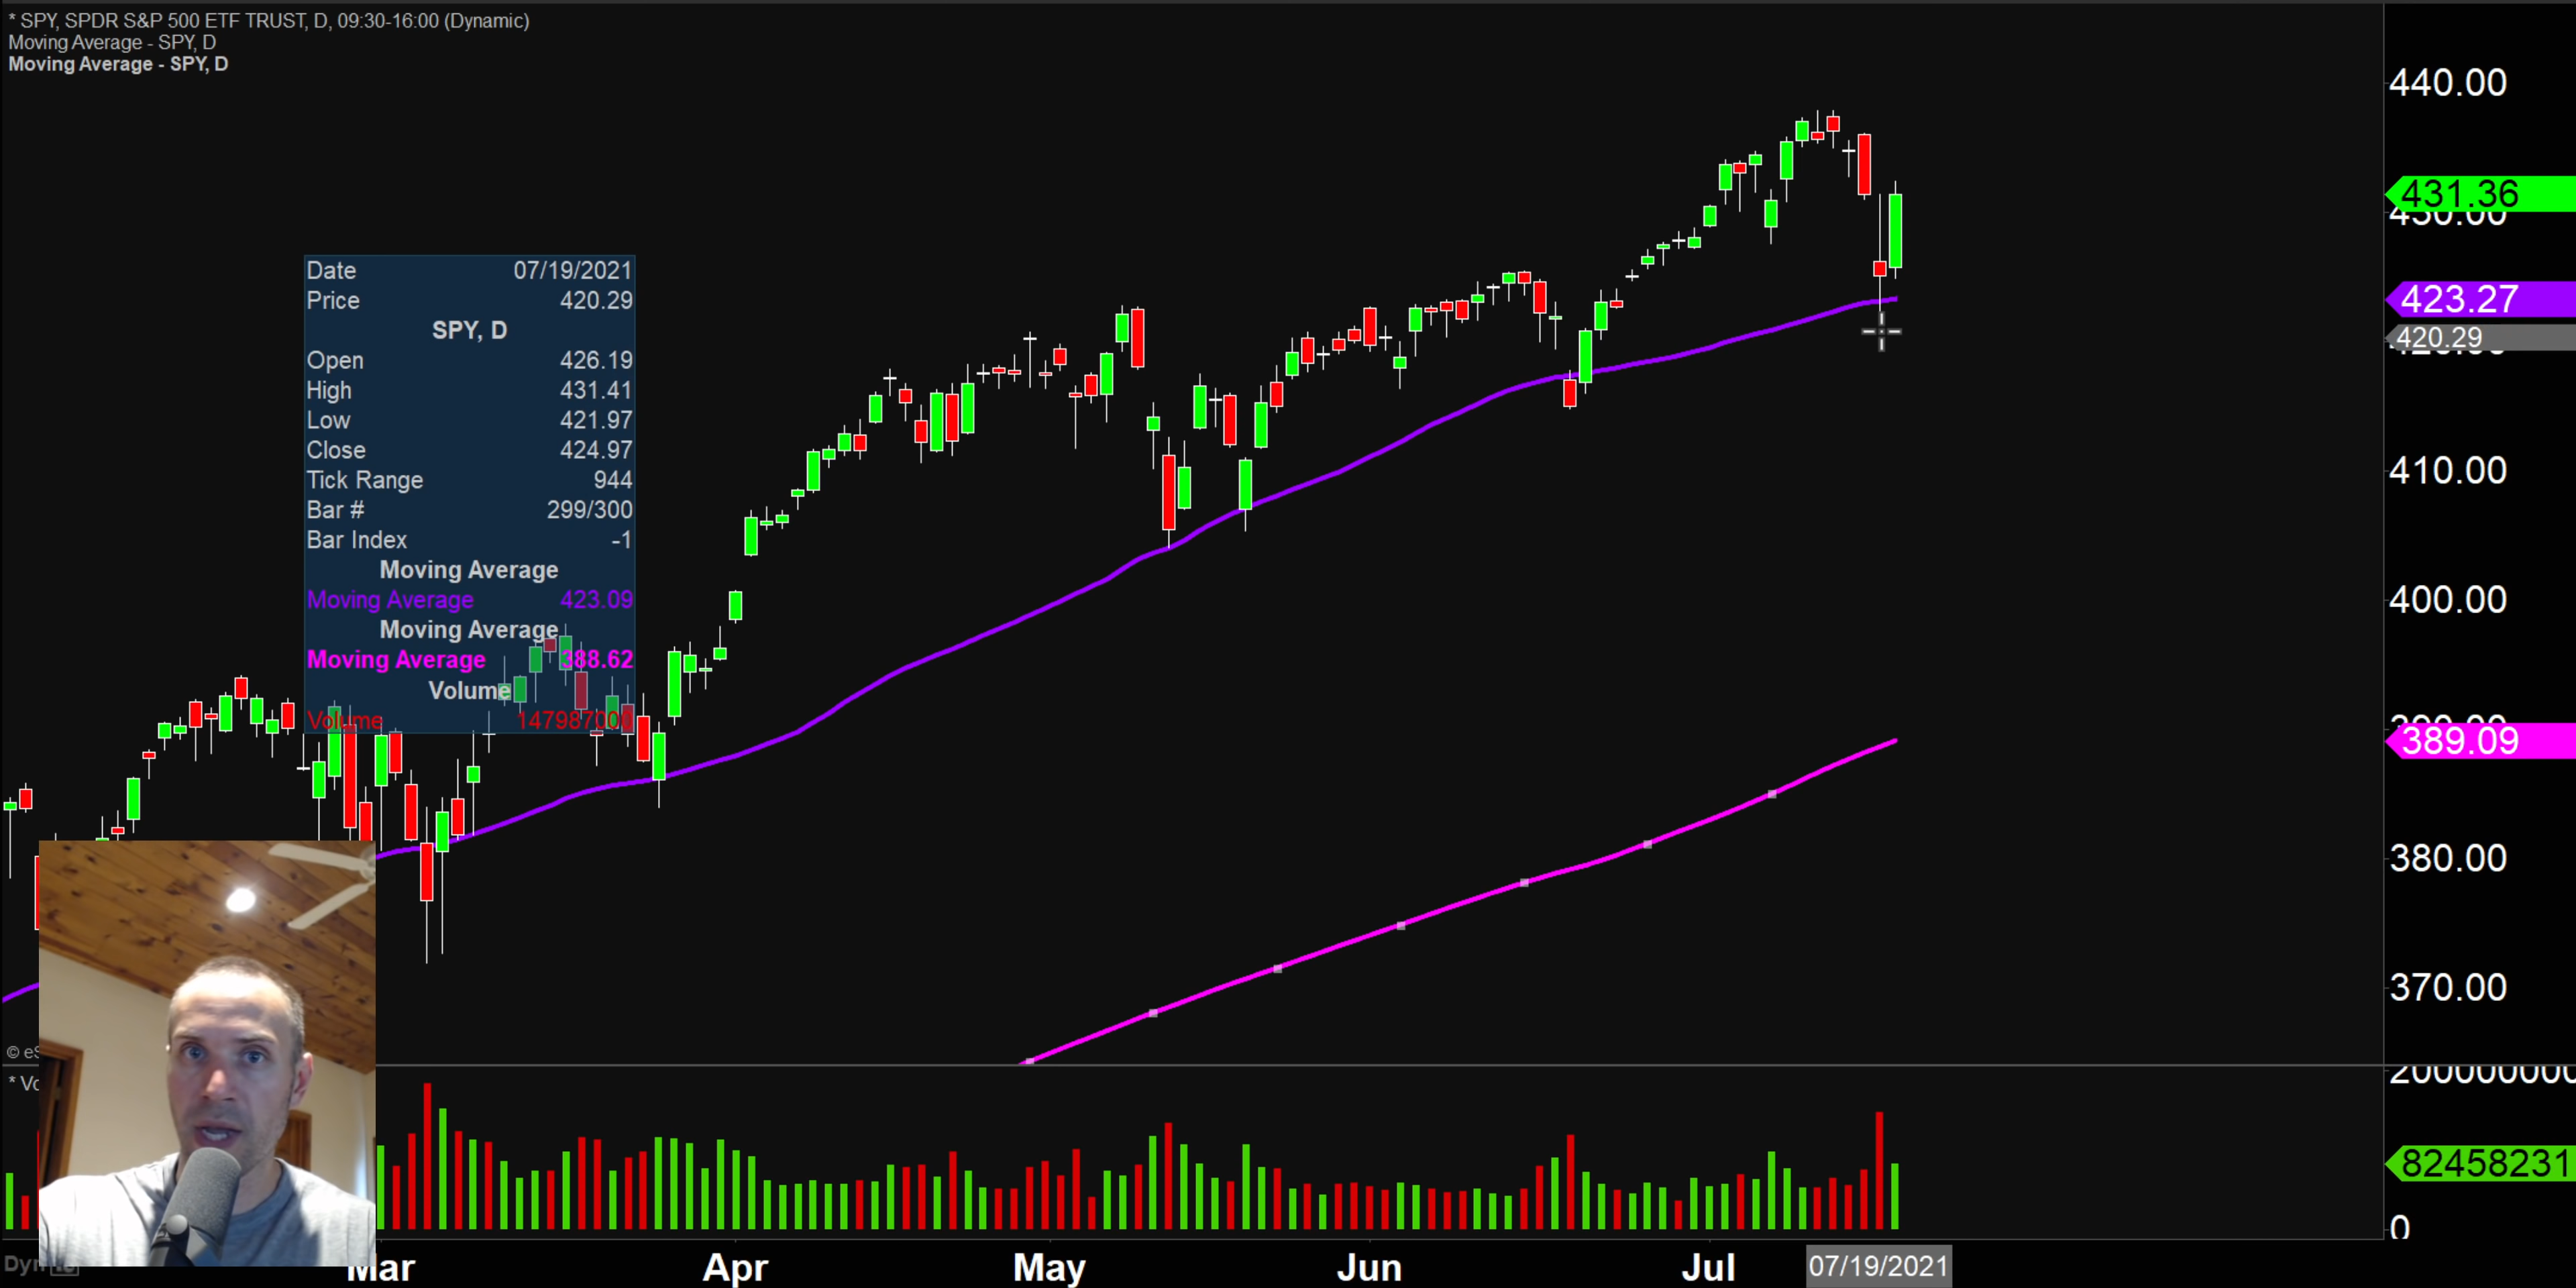 * SPY, SPDR S&P 500 ETF TRUST, D, 09:30-16:00 (Dynamic)
Moving Average - SPY, D
Moving Average - SPY, D
440.00
431.36
430.00
423.27
420.29
410.00
400.00
389.09
380.00
370.00
Date 07/19/2021
Price 420.29
SPY, D
Open 426.19
High 431.41
Low 421.97
Close 424.97
Tick Range 944
Bar # 299/300
Bar Index -1
Moving Average
Moving Average 423.09
Moving Average
Moving Average 388.62
Volume
Volume 14798700
©
200000000
82458231
0
Mar Apr May Jun Jul 07/19/2021